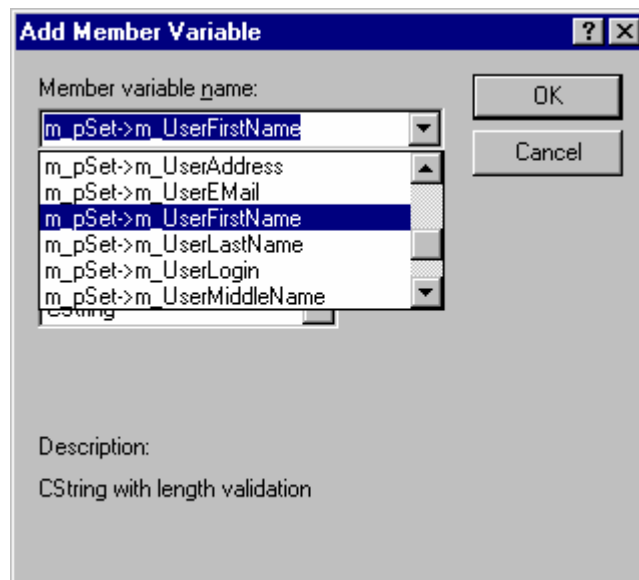 Add Member Variable
Member variable name:
OK
m_pSet->m_UserFirstName
Cancel
m_pSet->m_UserAddress
m_pSet->m_UserEMail
m_pSet->m_UserFirstName
m_pSet->m_UserLastName
m_pSet->m_UserLogin
m_pSet->m_UserMiddleName
CString
Description:
CString with length validation